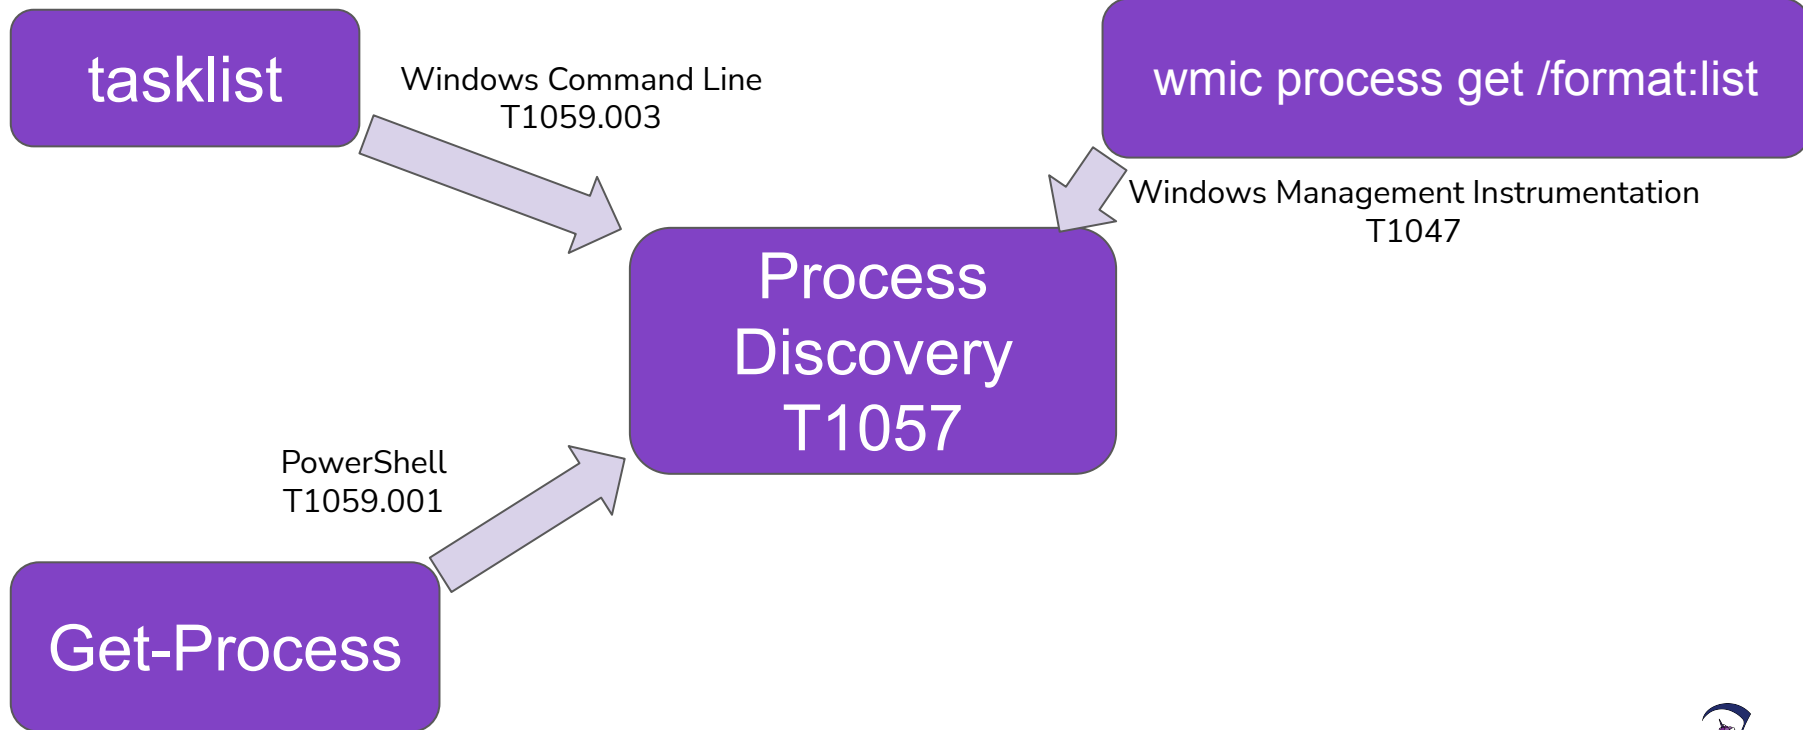 tasklist
Windows Command Line
T1059.003
wmic process get /format:list
Windows Management Instrumentation
T1047
Process
Discovery
T1057
PowerShell
T1059.001
Get-Process